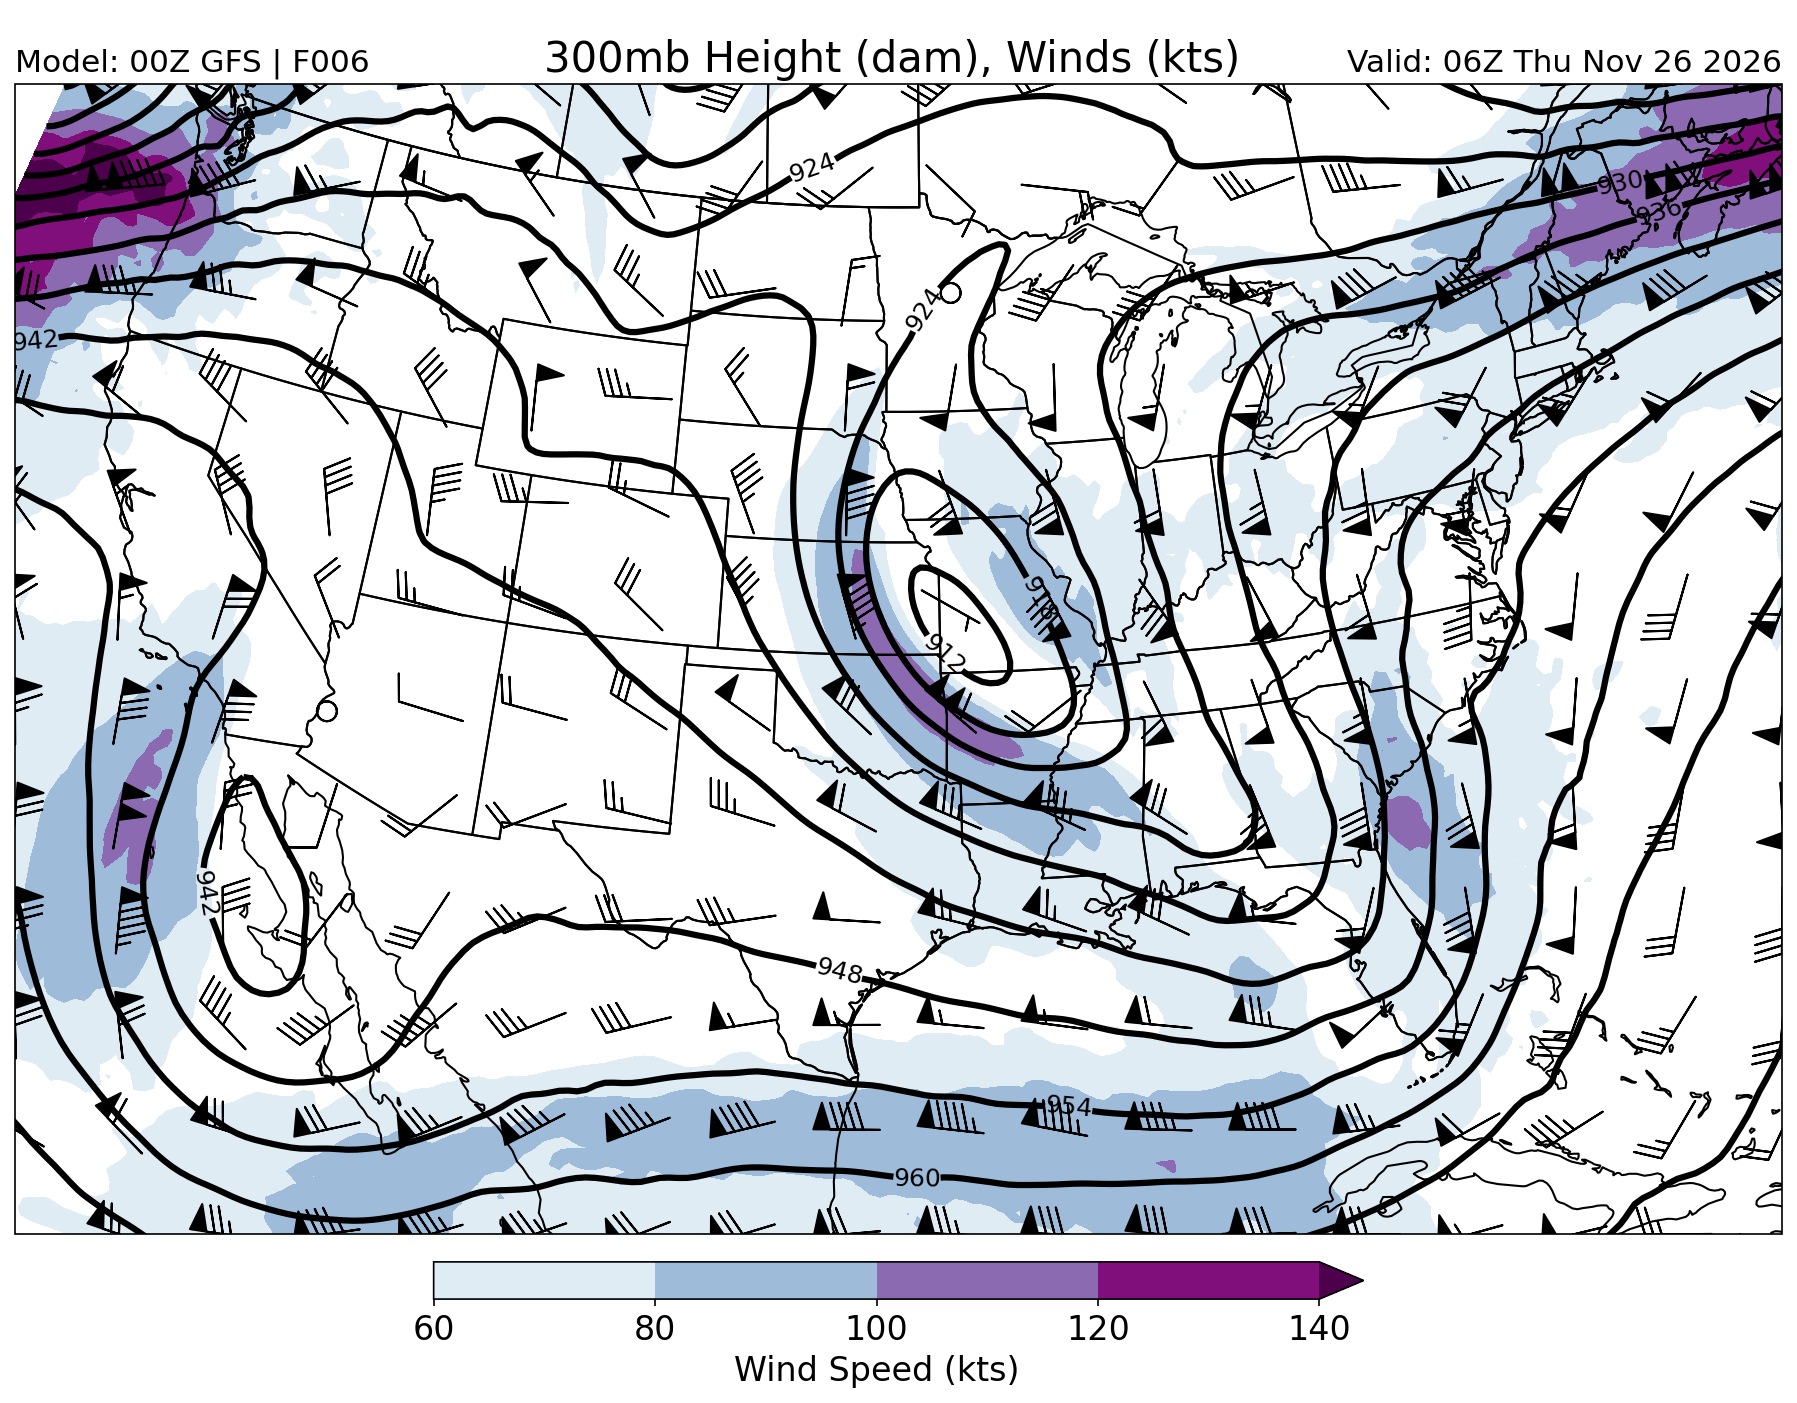 300mb Height (dam), Winds (kts)
Model: 00Z GFS | F006
Valid: 06Z Thu Nov 26 2026
924
930
936
924
942
918
912
942
948
954
960
60 80 100 120 140
Wind Speed (kts)